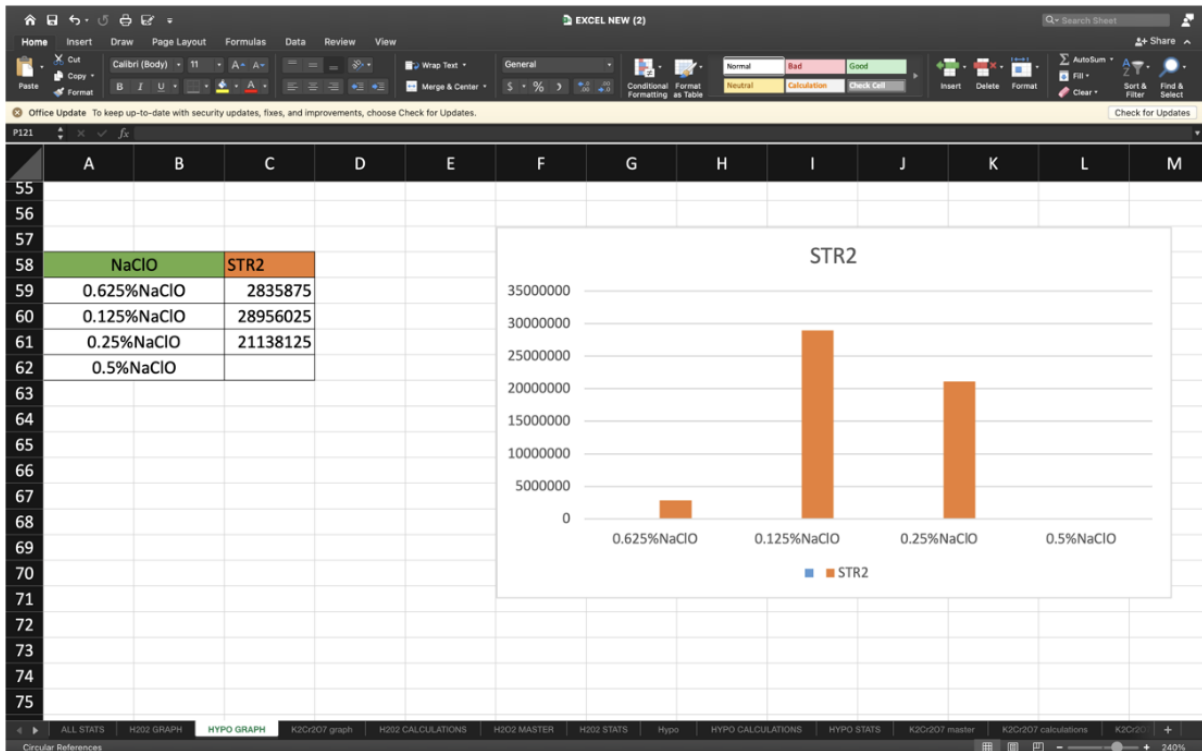 EXCEL NEW (2)
Search Sheet
Home Insert Draw Page Layout Formulas Data Review View
Share
Paste
Cut
Copy
Format
Calibri (Body) 11 A A
B I U A
Wrap Text
Merge & Center
General
$ % )
Conditional Formatting
Format as Table
Normal Bad Good
Neutral Calculation Check Cell
Insert Delete Format
AutoSum
Fill
Clear
Sort & Filter
Find & Select
Office Update To keep up-to-date with security updates, fixes, and improvements, choose Check for Updates.
Check for Updates
P121 fx
A B C D E F G H I J K L M
55
56
57
58 NaClO STR2
59 0.625%NaClO 2835875
60 0.125%NaClO 28956025
61 0.25%NaClO 21138125
62 0.5%NaClO
63
64
65
66
67
68
69
70
71
72
73
74
75
STR2
35000000
30000000
25000000
20000000
15000000
10000000
5000000
0
0.625%NaClO 0.125%NaClO 0.25%NaClO 0.5%NaClO
STR2
ALL STATS H202 GRAPH HYPO GRAPH K2Cr2O7 graph H202 CALCULATIONS H2O2 MASTER H202 STATS Hypo HYPO CALCULATIONS HYPO STATS K2Cr2O7 master K2Cr2O7 calculations K2Cr2O
Circular References
240%